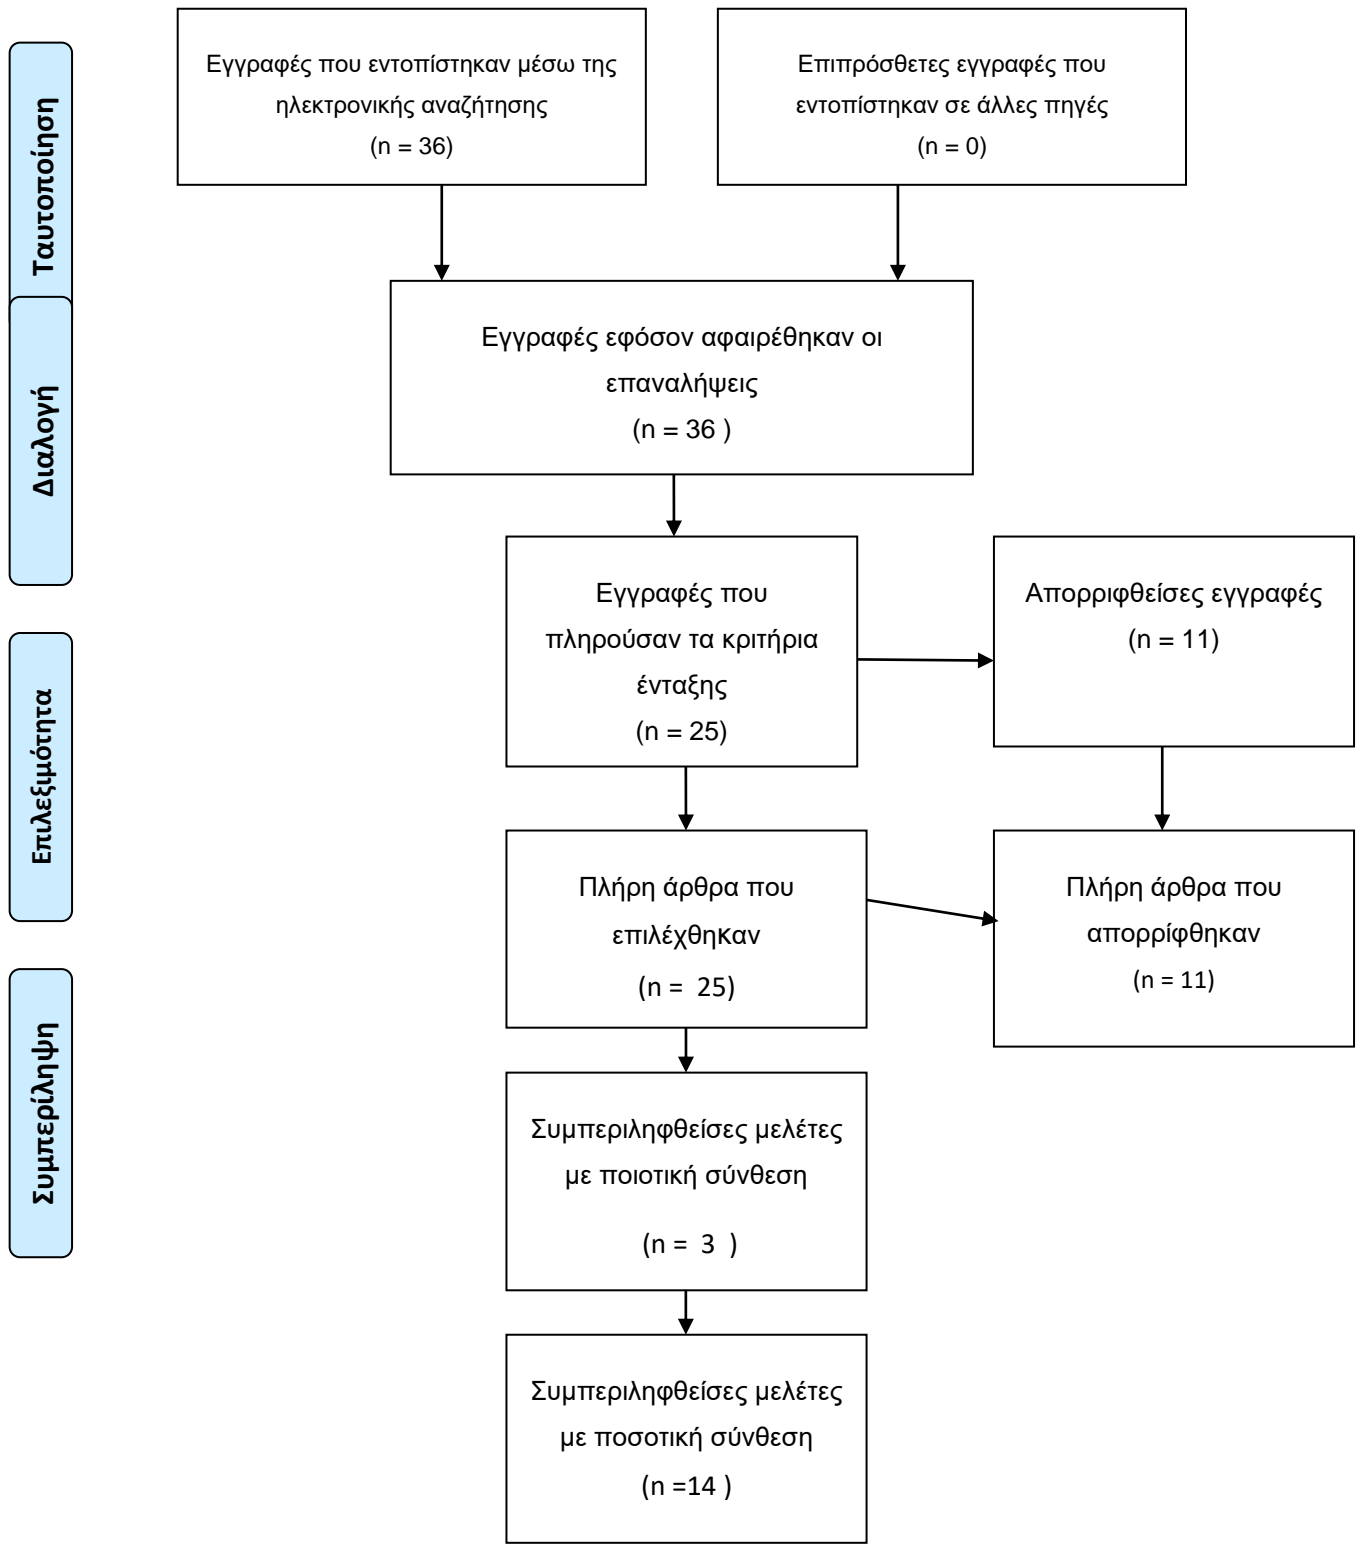 Ταυτοποίηση
Εγγραφές που εντοπίστηκαν μέσω της
ηλεκτρονικής αναζήτησης
(n = 36)
Επιπρόσθετες εγγραφές που
εντοπίστηκαν σε άλλες πηγές
(n = 0)
Διαλογή
Εγγραφές εφόσον αφαιρέθηκαν οι
επαναλήψεις
(n = 36 )
Εγγραφές που
πληρούσαν τα κριτήρια
ένταξης
(n = 25)
Απορριφθείσες εγγραφές
(n = 11)
Επιλεξιμότητα
Πλήρη άρθρα που
επιλέχθηκαν
(n =  25)
Πλήρη άρθρα που
απορρίφθηκαν
(n = 11)
Συμπερίληψη
Συμπεριληφθείσες μελέτες
με ποιοτική σύνθεση
(n =  3  )
Συμπεριληφθείσες μελέτες
με ποσοτική σύνθεση
(n =14 )